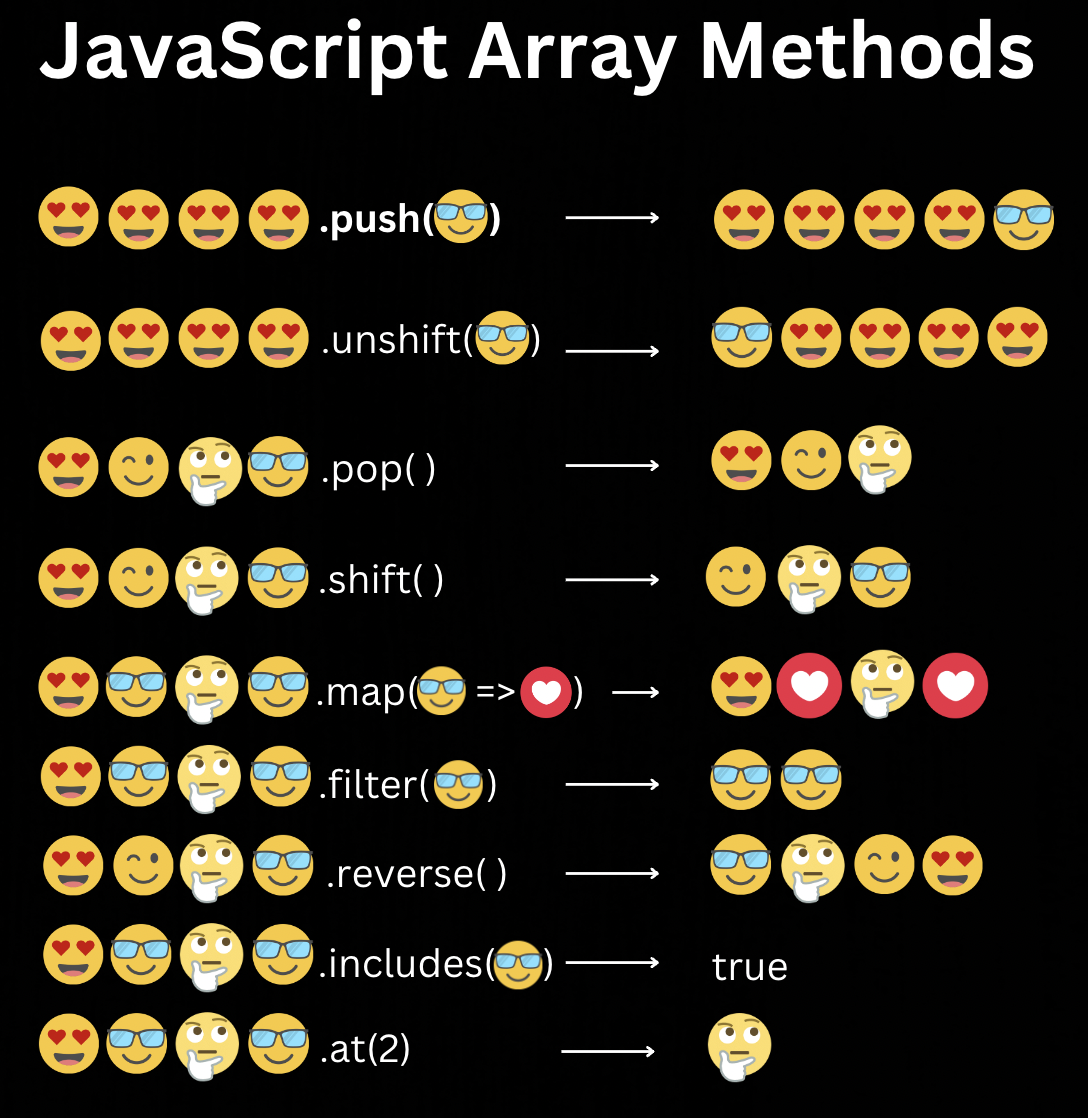 JavaScript Array Methods
😍 😍 😍 😍 .push(😎) ⟶ 😍 😍 😍 😍 😎
😍 😍 😍 😍 .unshift(😎) ⟶ 😎 😍 😍 😍 😍
😍 😉 🤔 😎 .pop( ) ⟶ 😍 😉 🤔
😍 😉 🤔 😎 .shift( ) ⟶ 😉 🤔 😎
😍 😎 🤔 😎 .map(😎 => ❤) ⟶ 😍 ❤ 🤔 ❤
😍 😎 🤔 😎 .filter(😎) ⟶ 😎 😎
😍 😉 🤔 😎 .reverse( ) ⟶ 😎 🤔 😉 😍
😍 😎 🤔 😎 .includes(😎) ⟶ true
😍 😎 🤔 😎 .at(2) ⟶ 🤔